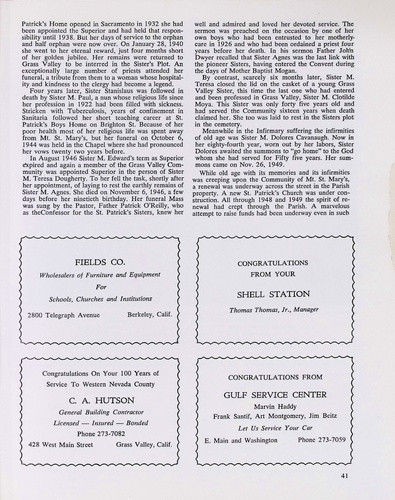 Patrick's Home opened in Sacramento in 1932 she had
been appointed the Superior and had held that respon-
sibility until 1938. But her days of service to the orphan
and half orphan were now over. On January 28, 1940
she went to her eternal reward, just four months short
of her golden jubilee. Her remains were returned to
Grass Valley to be interred in the Sister's Plot. An
exceptionally large number of priests attended her
funeral, a tribute from them to a woman whose hospital-
ity and kindness to the clergy had become a legend.
Four years later, Sister Stanislaus was followed in
death by Sister M. Paul, a nun whose religious life since
her profession in 1922 had been filled with sickness.
Stricken with Tuberculosis, years of confinement in
Sanitaria followed her short teaching career at St.
Patrick's Boys Home on Brighton St. Because of her
poor health most of her religious life was spent away
from Mt. St. Mary's, but her funeral on October 6,
1944 was held in the Chapel where she had pronounced
her vows twenty two years before.
In August 1946 Sister M. Edward's term as Superior
expired and again a member of the Grass Valley Com-
munity was appointed Superior in the person of Sister
M. Teresa Dougherty. To her fell the task, shortly after
her appointment, of laying to rest the earthly remains of
Sister M. Agnes. She died on November 6, 1946, a few
days before her ninetieth birthday. Her funeral Mass
was sung by the Pastor, Father Patrick O'Reilly, who
as theConfessor for the St. Patrick's Sisters, knew her
well and admired and loved her devoted service. The
sermon was preached on the occasion by one of her
own boys who had been entrusted to her motherly-
care in 1926 and who had been ordained a priest four
years before her death. In his sermon Father John
Dwyer recalled that Sister Agnes was the last link with
the pioneer Sisters, having entered the Convent during
the days of Mother Baptist Mogan.
By contrast, scarcely six months later, Sister M.
Teresa closed the lid on the casket of a young Grass
Valley Sister, this time the last one who had entered
and been professed in Grass Valley, Sister M. Clotilde
Moya. This Sister was only forty five years old and
had served the Community sixteen years when death
claimed her. She too was laid to rest in the Sisters plot
in the cemetery.
Meanwhile in the Infirmary suffering the infirmities
of old age was Sister M. Dolores Cavanaugh. Now in
her eighty-fourth year, worn out by her labors, Sister
Dolores awaited the summons to "go home" to the God
whom she had served for Fifty five years. Her sum-
mons came on Nov. 26, 1949.
While old age with its memories and its infirmities
was creeping upon the Community of Mt. St. Mary's,
a renewal was underway across the street in the Parish
property. A new St. Patrick's Church was under con-
struction. All through 1948 and 1949 the spirit of re-
newal had crept through the Parish. A marvelous
attempt to raise funds had been underway even in such
FIELDS CO.
Wholesalers of Furniture and Equipment
For
Schools, Churches and Institutions
2800 Telegraph Avenue Berkeley, Calif.
CONGRATULATIONS
FROM YOUR
SHELL STATION
Thomas Thomas, Jr., Manager
Congratulations On Your 100 Years of
Service To Western Nevada County
C. A. HUTSON
General Building Contractor
Licensed — Insured — Bonded
Phone 273-7082
428 West Main Street Grass Valley, Calif.
CONGRATULATIONS FROM
GULF SERVICE CENTER
Marvin Haddy
Frank Santif, Art Montgomery, Jim Beitz
Let Us Service Your Car
E. Main and Washington Phone 273-7059
41